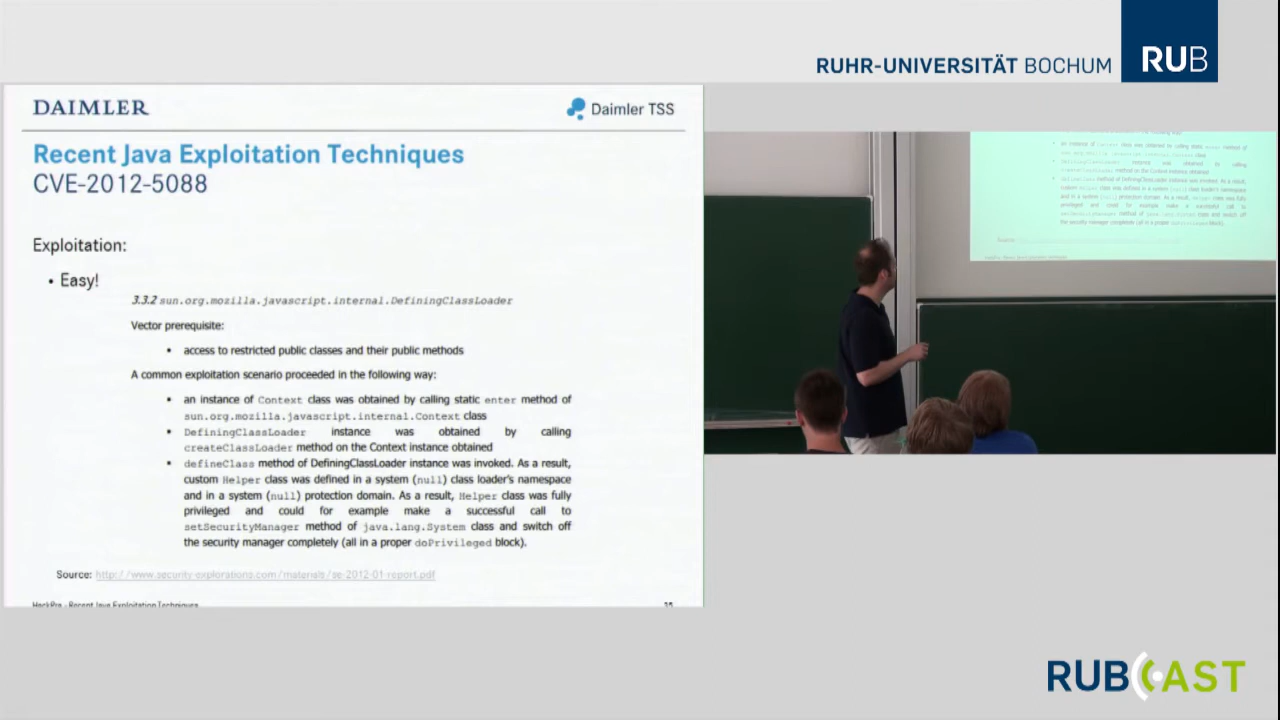 RUHR-UNIVERSITÄT BOCHUM
RUB
DAIMLER
Daimler TSS
Recent Java Exploitation Techniques
CVE-2012-5088
Exploitation:
• Easy!
3.3.2 sun.org.mozilla.javascript.internal.DefiningClassLoader
Vector prerequisite:
• access to restricted public classes and their public methods
A common exploitation scenario proceeded in the following way:
• an instance of Context class was obtained by calling static enter method of
sun.org.mozilla.javascript.internal.Context class
• DefiningClassLoader instance was obtained by calling
createClassLoader method on the Context instance obtained
• defineClass method of DefiningClassLoader instance was invoked. As a result,
custom Helper class was defined in a system (null) class loader's namespace
and in a system (null) protection domain. As a result, Helper class was fully
privileged and could for example make a successful call to
setSecurityManager method of java.lang.System class and switch off
the security manager completely (all in a proper doPrivileged block).
Source: http://www.security-explorations.com/materials/se-2012-01-report.pdf
HackPra - Recent Java Exploitation Techniques
RUBCAST